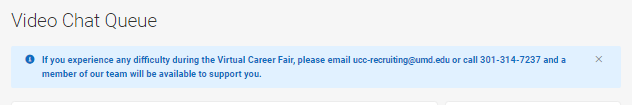 Video Chat Queue
If you experience any difficulty during the Virtual Career Fair, please email ucc-recruiting@umd.edu or call 301-314-7237 and a
member of our team will be available to support you.